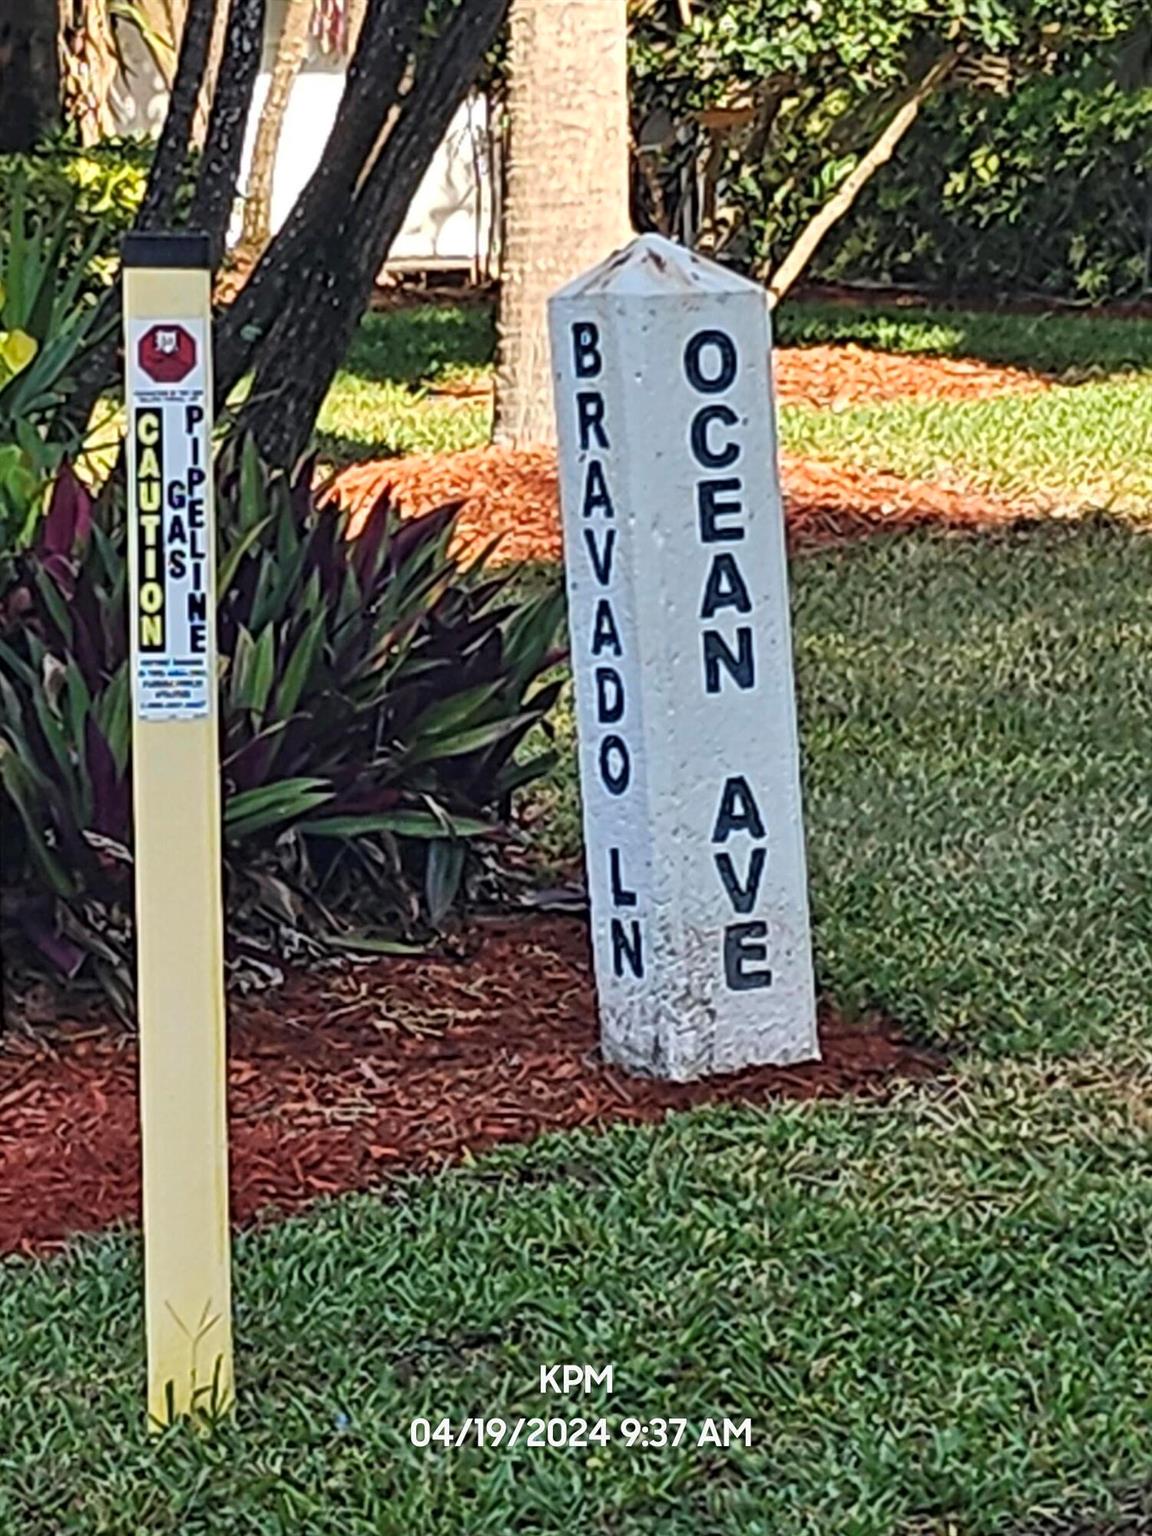 CAUTION
GAS
PIPELINE
BRAVADO LN
OCEAN AVE
KPM
04/19/2024 9:37 AM